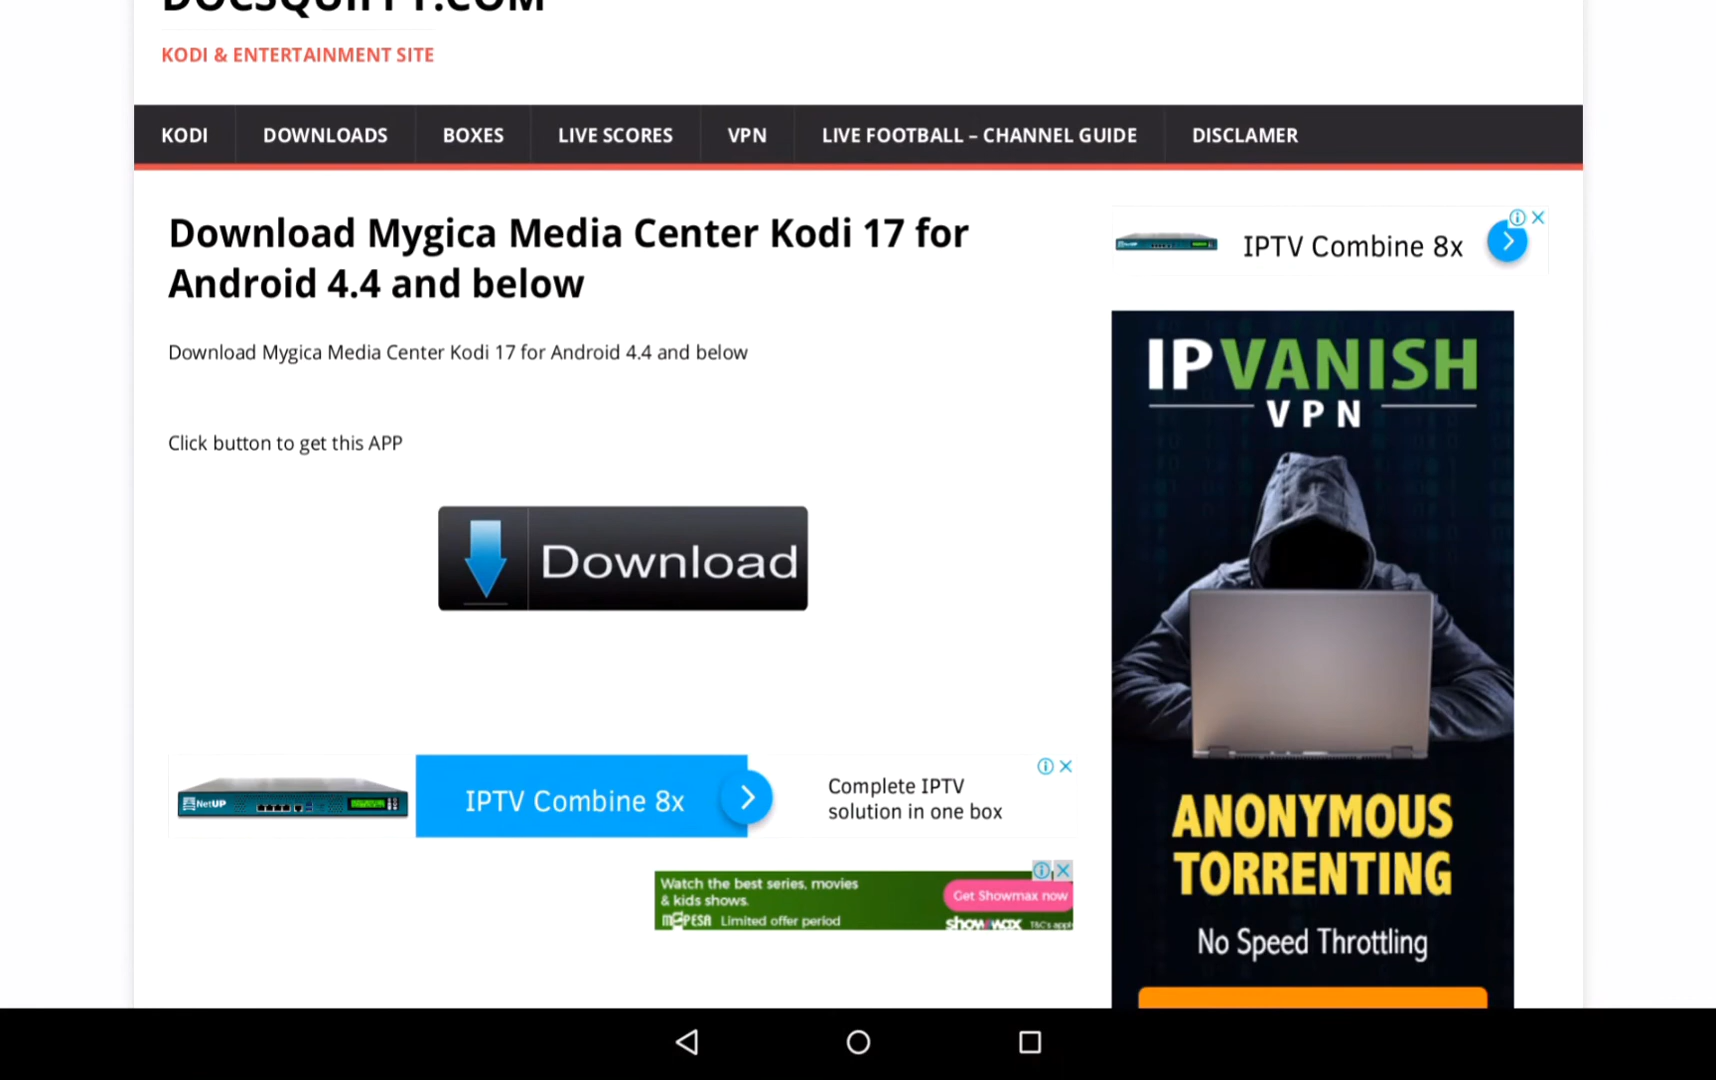 KODI & ENTERTAINMENT SITE
KODI
DOWNLOADS
BOXES
LIVE SCORES
VPN
LIVE FOOTBALL – CHANNEL GUIDE
DISCLAMER
Download Mygica Media Center Kodi 17 for
Android 4.4 and below
Download Mygica Media Center Kodi 17 for Android 4.4 and below
Click button to get this APP
Download
NetUP
IPTV Combine 8x
Complete IPTV
solution in one box
Watch the best series, movies
& kids shows.
Get Showmax now
M-PESA Limited offer period
showmax
IPTV Combine 8x
IPVANISH
VPN
ANONYMOUS
TORRENTING
No Speed Throttling